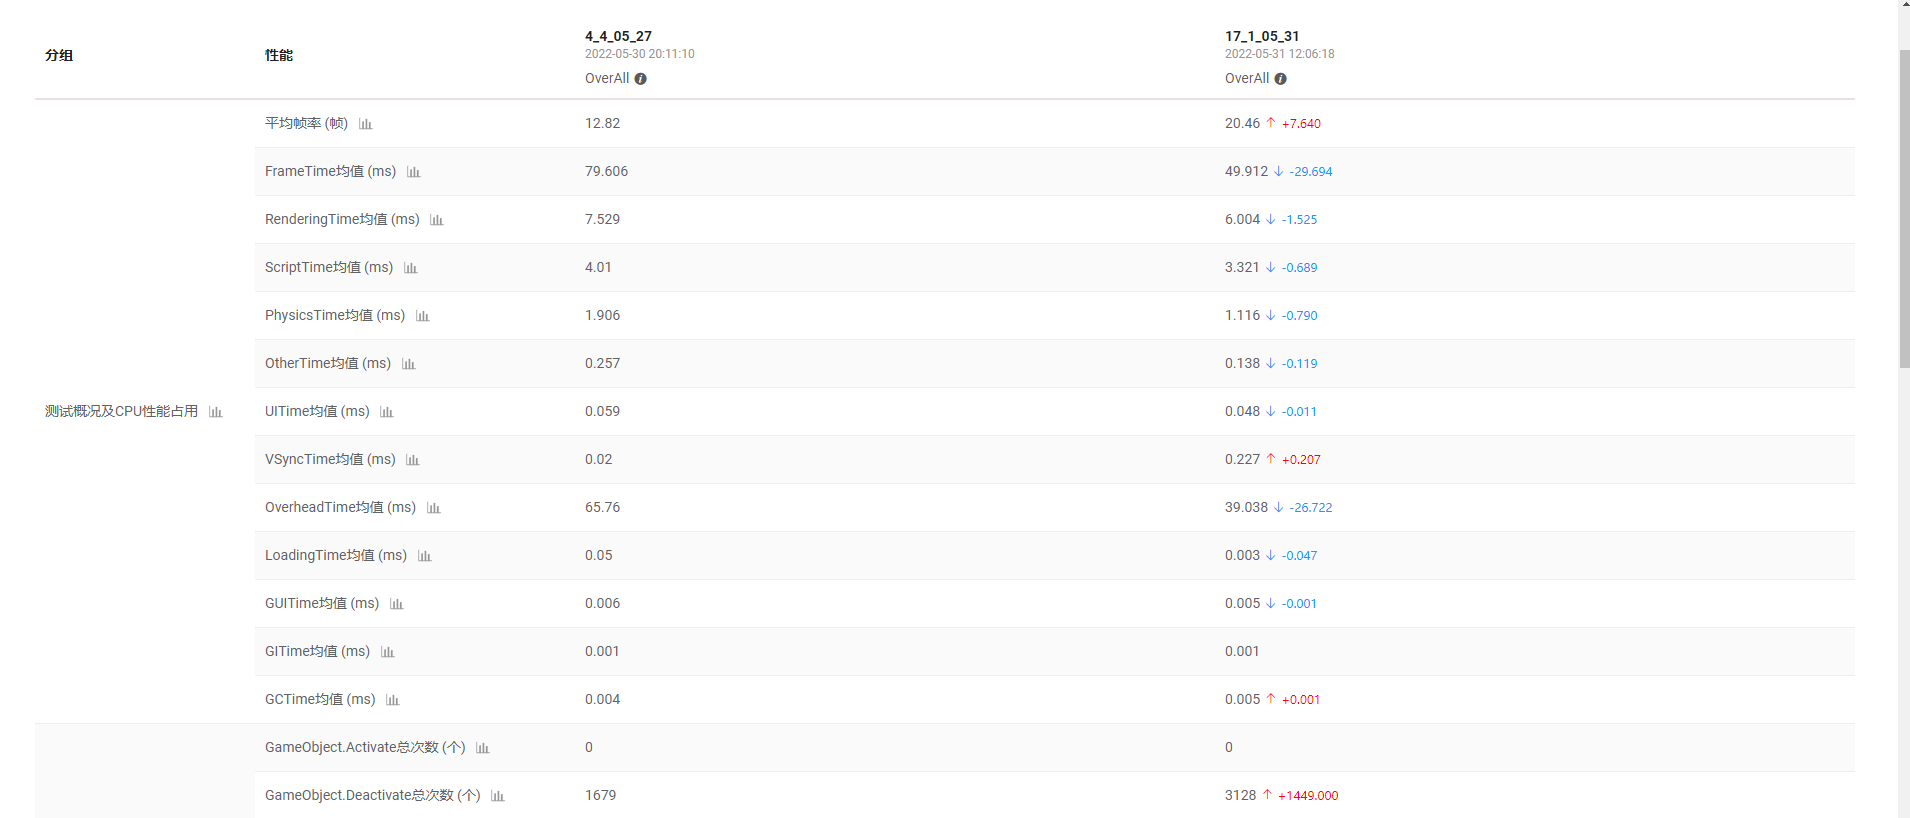 分组 性能 4_4_05_27 17_1_05_31
2022-05-30 20:11:10 2022-05-31 12:06:18
OverAll OverAll
平均帧率 (帧) 12.82 20.46 ↑ +7.640
FrameTime均值 (ms) 79.606 49.912 ↓ -29.694
RenderingTime均值 (ms) 7.529 6.004 ↓ -1.525
ScriptTime均值 (ms) 4.01 3.321 ↓ -0.689
PhysicsTime均值 (ms) 1.906 1.116 ↓ -0.790
OtherTime均值 (ms) 0.257 0.138 ↓ -0.119
测试概况及CPU性能占用 UITime均值 (ms) 0.059 0.048 ↓ -0.011
VSyncTime均值 (ms) 0.02 0.227 ↑ +0.207
OverheadTime均值 (ms) 65.76 39.038 ↓ -26.722
LoadingTime均值 (ms) 0.05 0.003 ↓ -0.047
GUITime均值 (ms) 0.006 0.005 ↓ -0.001
GITime均值 (ms) 0.001 0.001
GCTime均值 (ms) 0.004 0.005 ↑ +0.001
GameObject.Activate总次数 (个) 0 0
GameObject.Deactivate总次数 (个) 1679 3128 ↑ +1449.000